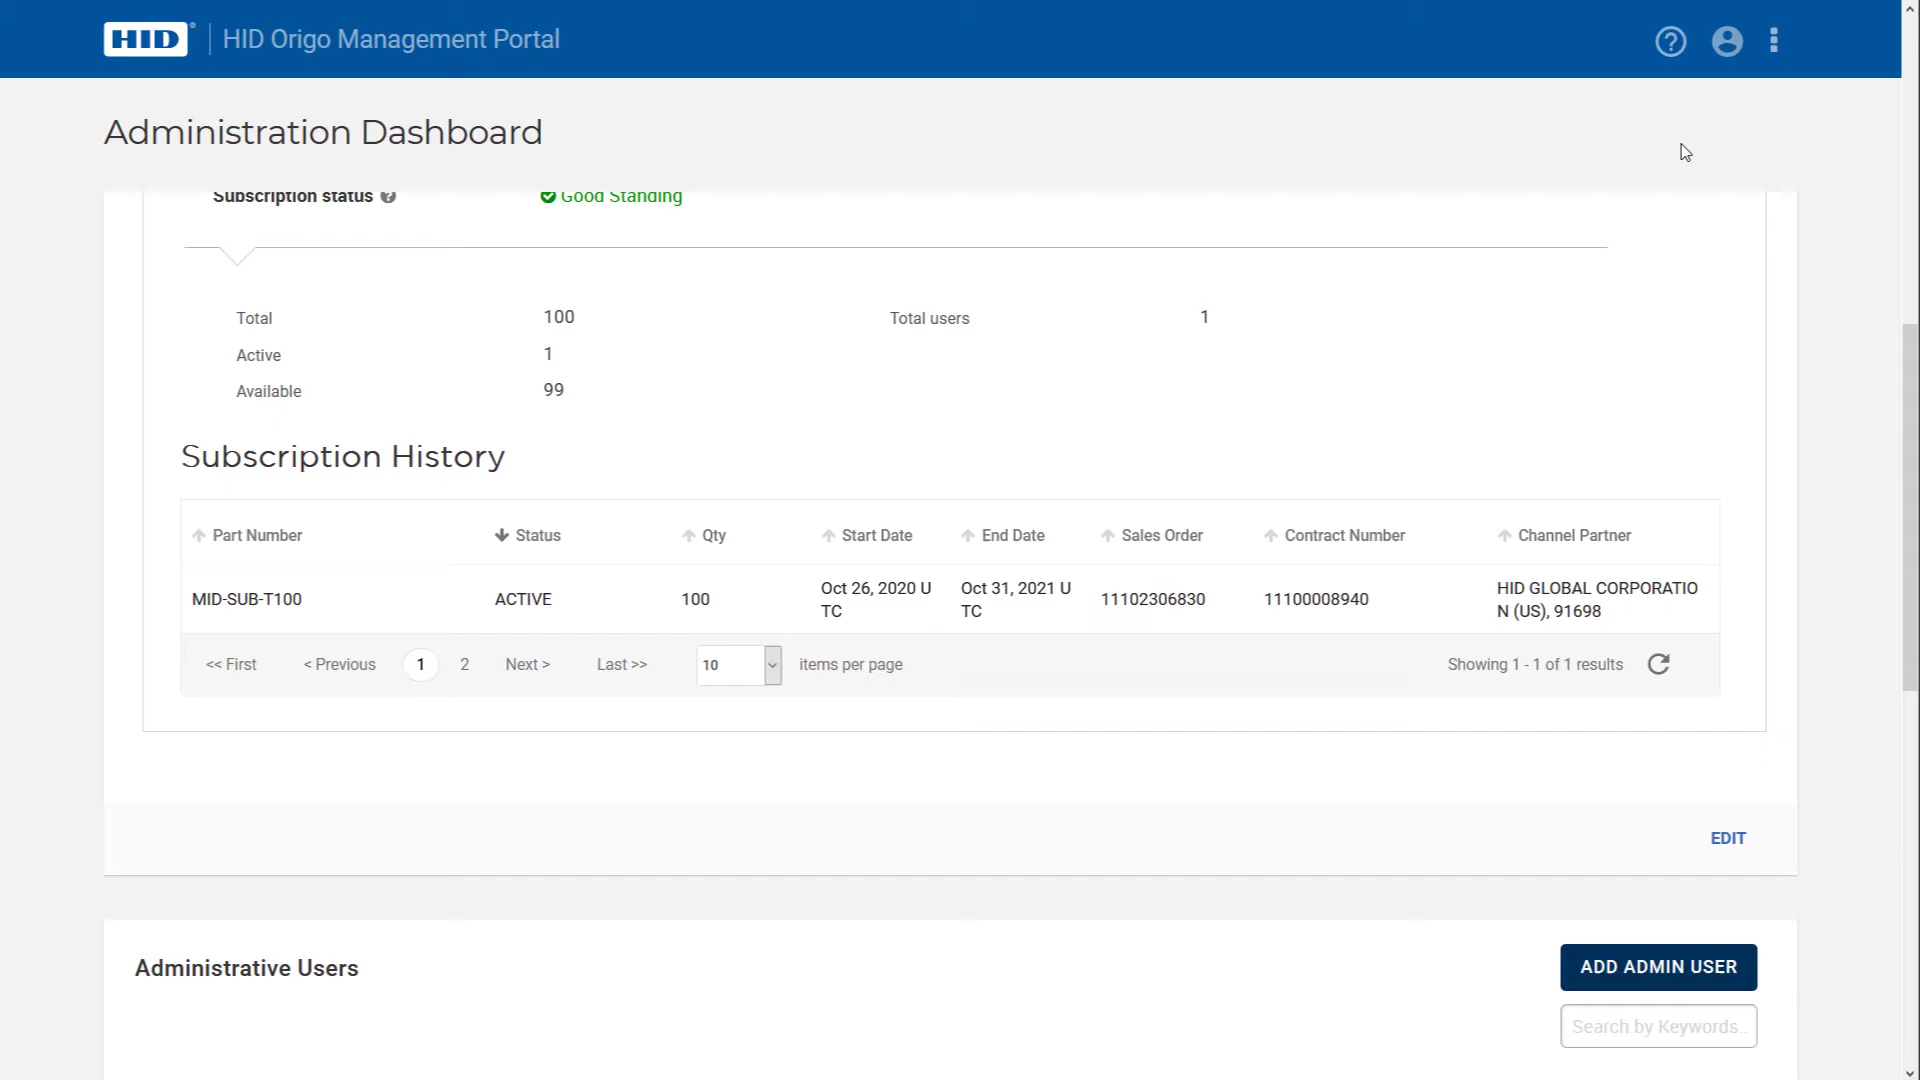 HID® HID Origo Management Portal
Administration Dashboard
Subscription status Good Standing
Total 100 Total users 1
Active 1
Available 99
Subscription History
Part Number Status Qty Start Date End Date Sales Order Contract Number Channel Partner
MID-SUB-T100 ACTIVE 100 Oct 26, 2020 U Oct 31, 2021 U 11102306830 11100008940 HID GLOBAL CORPORATIO
TC TC N (US), 91698
<< First < Previous 1 2 Next > Last >> 10 items per page Showing 1 - 1 of 1 results
EDIT
Administrative Users ADD ADMIN USER
Search by Keywords..